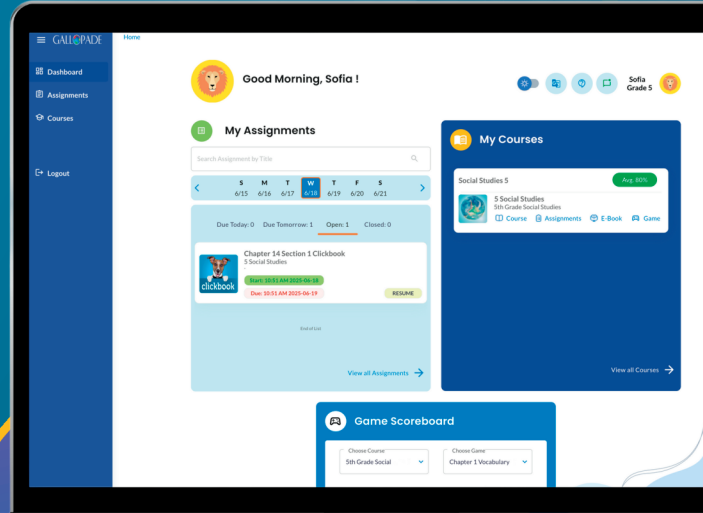 GALLOPADE
Home
Dashboard
Assignments
Courses
Logout
Good Morning, Sofia !
Sofia
Grade 5
My Assignments
Search Assignment by Title
S M T W T F S
6/15 6/16 6/17 6/18 6/19 6/20 6/21
Due Today: 0 Due Tomorrow: 1 Open: 1 Closed: 0
Chapter 14 Section 1 Clickbook
5 Social Studies
clickbook
Start: 10:51 AM 2025-06-18
Due: 10:51 AM 2025-06-19
RESUME
End of List
View all Assignments
My Courses
Social Studies 5
Avg. 80%
5 Social Studies
5th Grade Social Studies
Course Assignments E-Book Game
View all Courses
Game Scoreboard
Choose Course
5th Grade Social
Choose Game
Chapter 1 Vocabulary